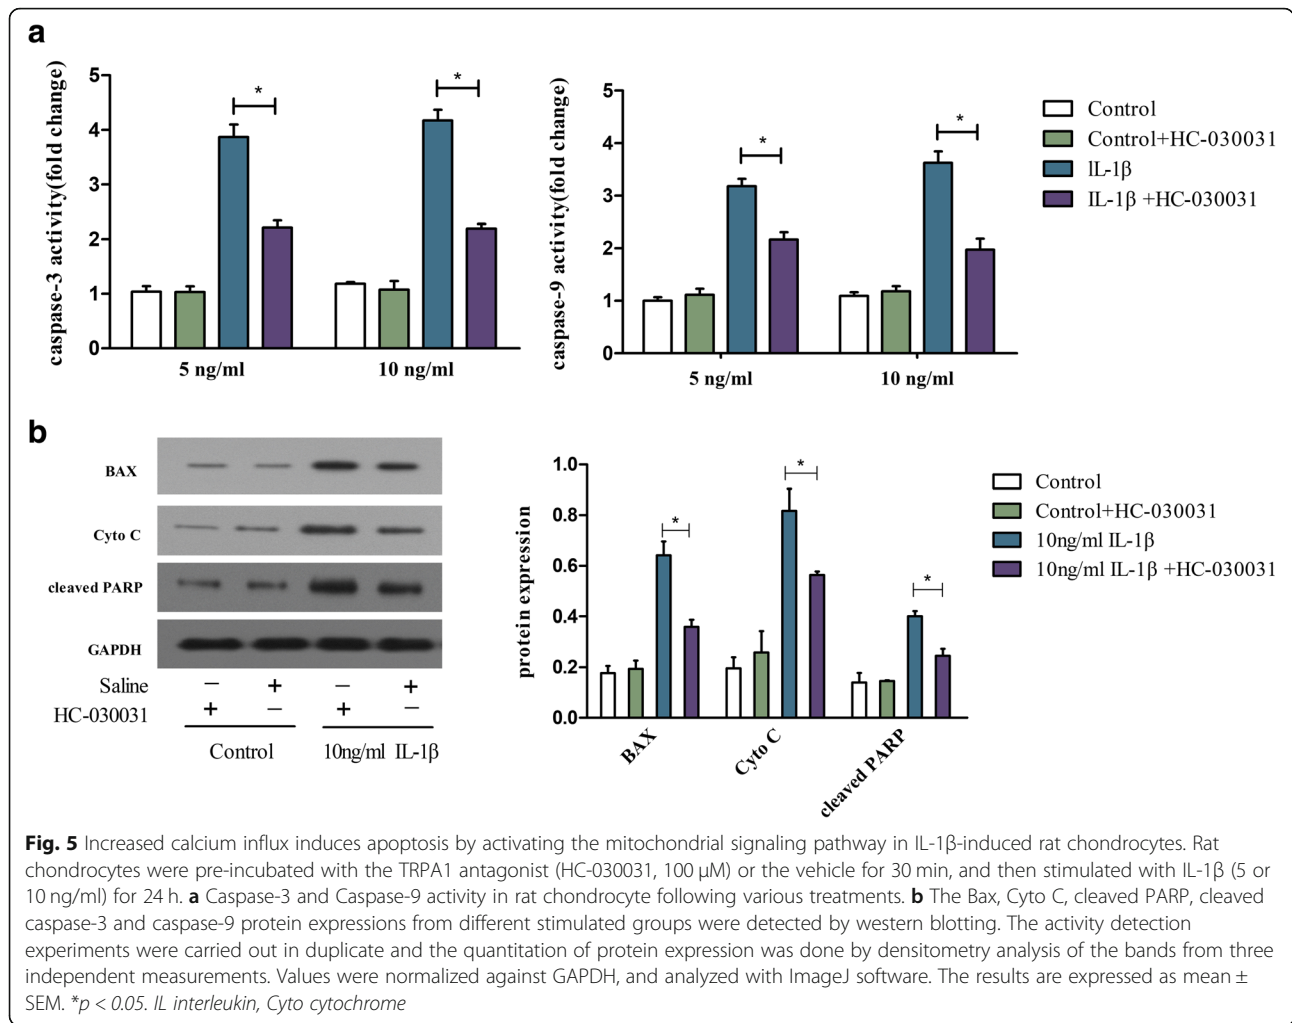 a
caspase-3 activity(fold change)
5
4
3
2
1
0
*
*
5 ng/ml
10 ng/ml
caspase-9 activity(fold change)
5
4
3
2
1
0
*
*
5 ng/ml
10 ng/ml
Control
Control+HC-030031
IL-1β
IL-1β +HC-030031
b
BAX
Cyto C
cleaved PARP
GAPDH
Saline − + − +
HC-030031 + − + −
Control
10ng/ml IL-1β
protein expression
1.0
0.8
0.6
0.4
0.2
0.0
*
*
*
BAX
Cyto C
cleaved PARP
Control
Control+HC-030031
10ng/ml IL-1β
10ng/ml IL-1β +HC-030031
Fig. 5 Increased calcium influx induces apoptosis by activating the mitochondrial signaling pathway in IL-1β-induced rat chondrocytes. Rat
chondrocytes were pre-incubated with the TRPA1 antagonist (HC-030031, 100 μM) or the vehicle for 30 min, and then stimulated with IL-1β (5 or
10 ng/ml) for 24 h. a Caspase-3 and Caspase-9 activity in rat chondrocyte following various treatments. b The Bax, Cyto C, cleaved PARP, cleaved
caspase-3 and caspase-9 protein expressions from different stimulated groups were detected by western blotting. The activity detection
experiments were carried out in duplicate and the quantitation of protein expression was done by densitometry analysis of the bands from three
independent measurements. Values were normalized against GAPDH, and analyzed with ImageJ software. The results are expressed as mean ±
SEM. *p < 0.05. IL interleukin, Cyto cytochrome